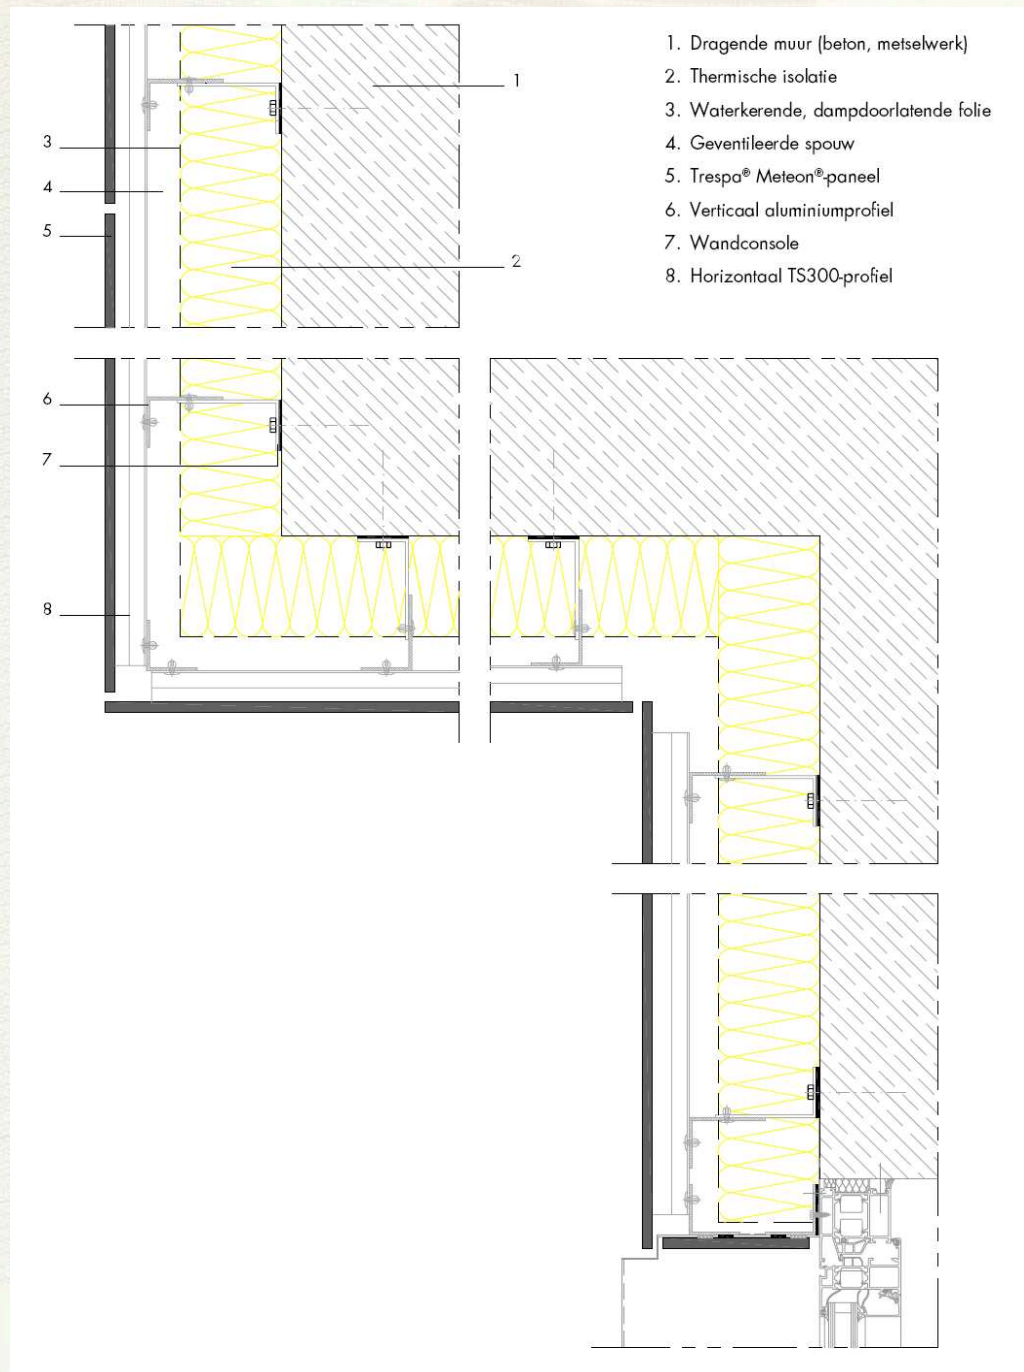 1. Dragende muur (beton, metselwerk)
2. Thermische isolatie
3. Waterkerende, dampdoorlatende folie
4. Geventileerde spouw
5. Trespa® Meteon®-paneel
6. Verticaal aluminiumprofiel
7. Wandconsole
8. Horizontaal TS300-profiel
1
3
4
5
2
6
7
8